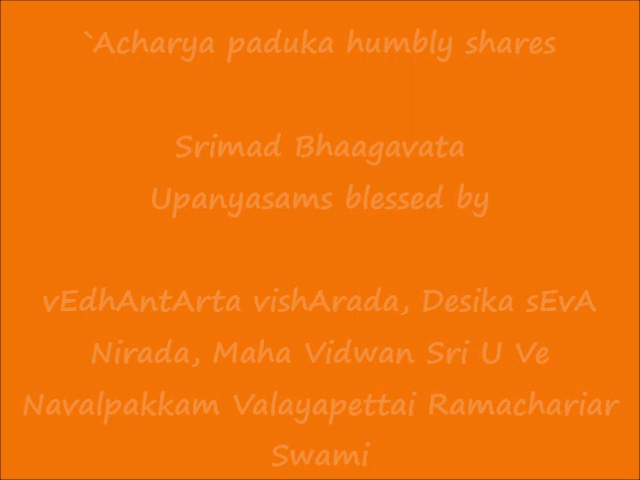 `Acharya paduka humbly shares
Srimad Bhaagavata
Upanyasams blessed by
vEdhAntArta vishArada, Desika sEvA
Nirada, Maha Vidwan Sri U Ve
Navalpakkam Valayapettai Ramachariar
Swami